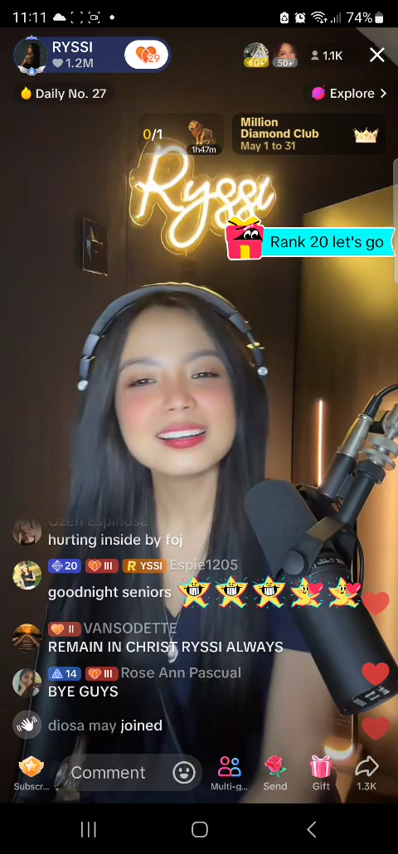 11:11
74%
RYSSI
1.2M
29
60+
50+
1.1K
Daily No. 27
Explore >
0/1
1h47m
Million
Diamond Club
May 1 to 31
Ryssi
Rank 20 let's go
Ozen Espinosa
hurting inside by foj
20 III R YSSI Espie1205
goodnight seniors
II VANSODETTE
REMAIN IN CHRIST RYSSI ALWAYS
14 III Rose Ann Pascual
BYE GUYS
diosa may joined
Comment
Subscr...
Multi-g...
Send
Gift
1.3K